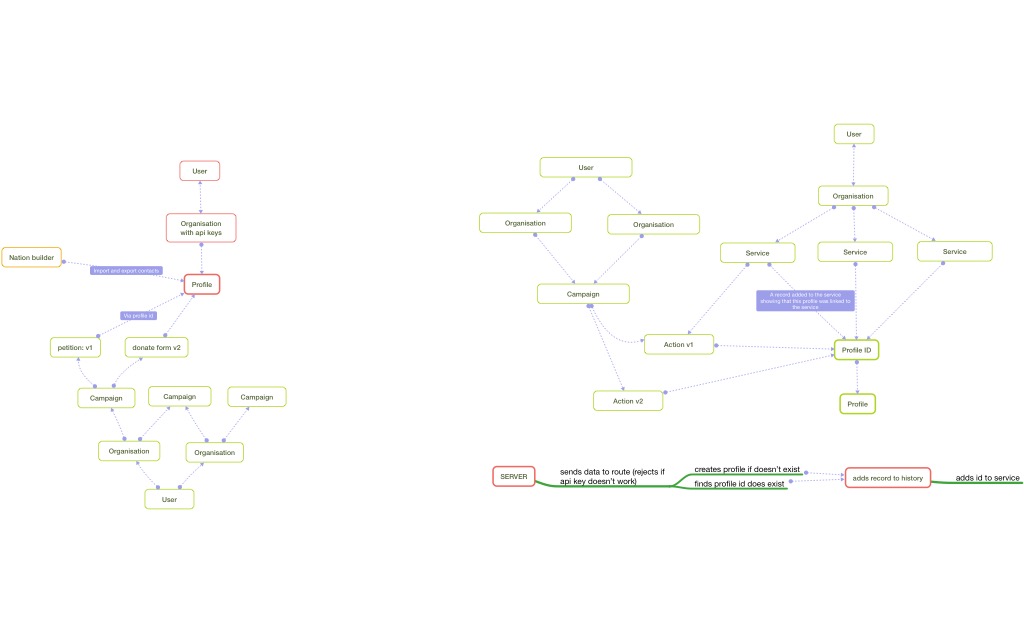 User
Organisation
with api keys
Nation builder
Import and export contacts
Profile
Via profile id
petition: v1
donate form v2
Campaign
Campaign
Campaign
Organisation
Organisation
User
User
Organisation
Organisation
Campaign
Action v1
Action v2
User
Organisation
Service
Service
Service
A record added to the service
showing that this profile was linked to
the service
Profile ID
Profile
SERVER
sends data to route (rejects if
api key doesn't work)
creates profile if doesn't exist
finds profile id does exist
adds record to history
adds id to service